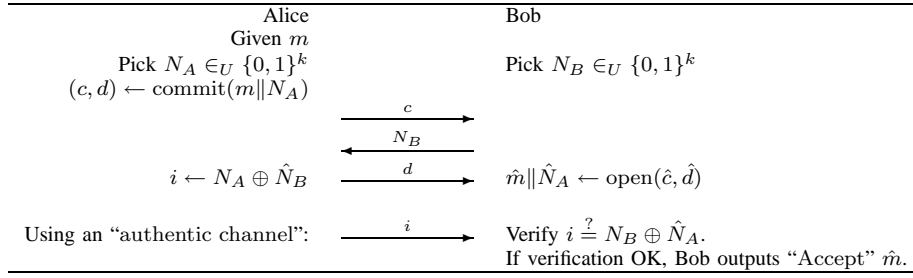 Alice Bob
Given m
Pick N_A ∈_U {0, 1}^k Pick N_B ∈_U {0, 1}^k
(c, d) ← commit(m‖N_A)
c
N_B
i ← N_A ⊕ N̂_B d m̂‖N̂_A ← open(ĉ, d̂)
Using an “authentic channel”: i Verify i ≟ N_B ⊕ N̂_A.
If verification OK, Bob outputs “Accept” m̂.